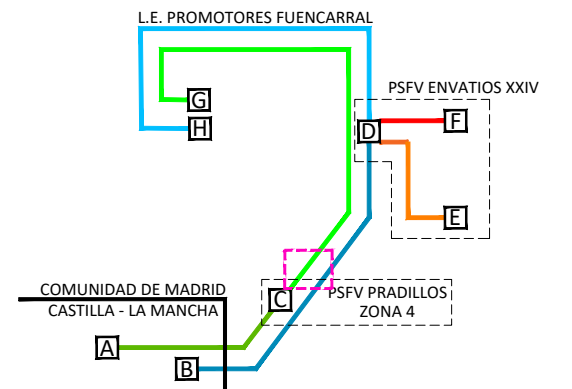 L.E. PROMOTORES FUENCARRAL
PSFV ENVATIOS XXIV
G
H
F
D
E
COMUNIDAD DE MADRID
CASTILLA - LA MANCHA
C
PSFV PRADILLOS
ZONA 4
A
B